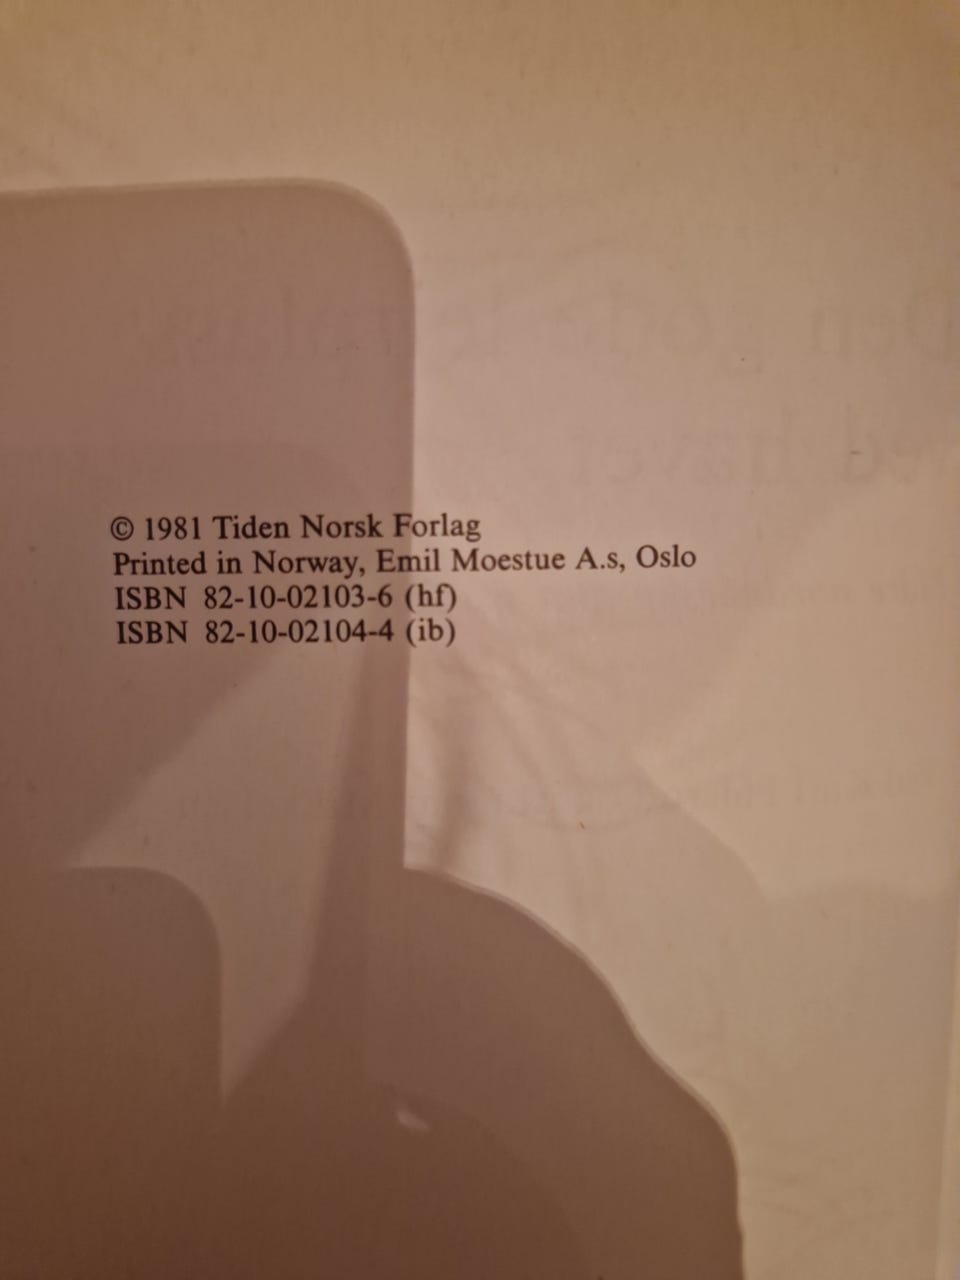 © 1981 Tiden Norsk Forlag
Printed in Norway, Emil Moestue A.s, Oslo
ISBN 82-10-02103-6 (hf)
ISBN 82-10-02104-4 (ib)